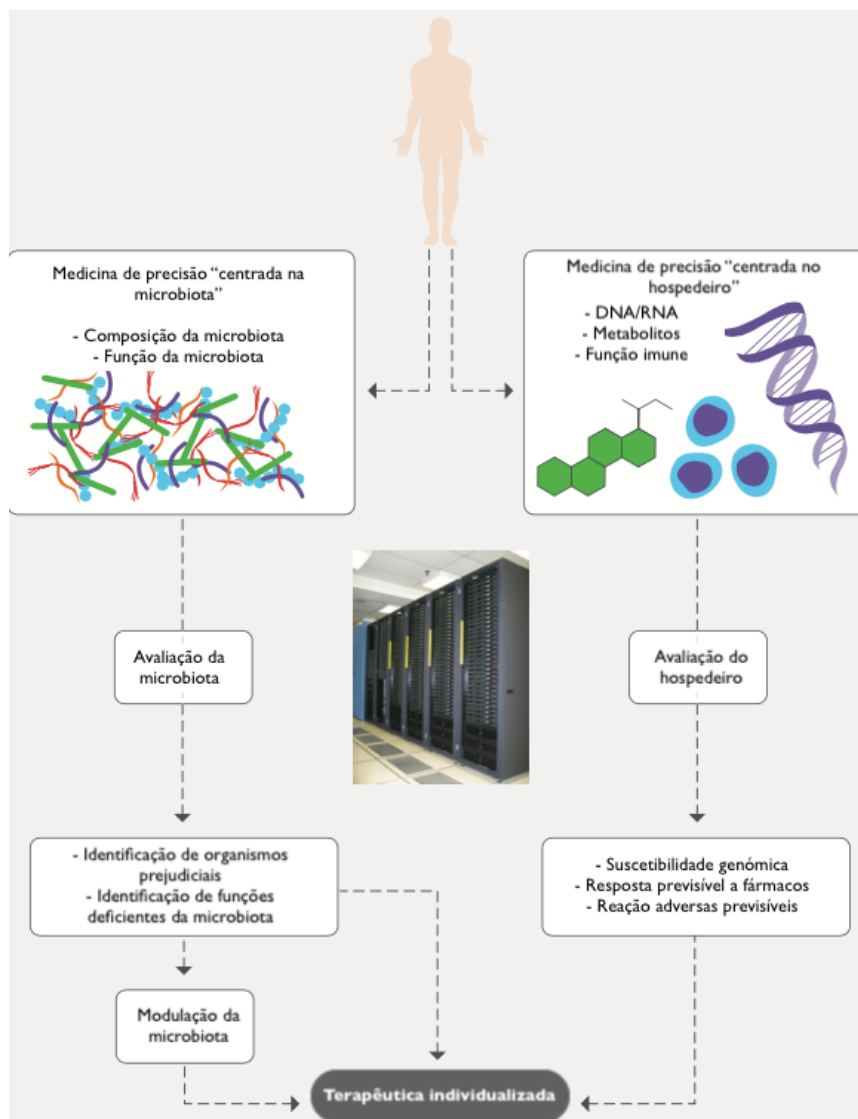 Medicina de precisão “centrada na
microbiota”
- Composição da microbiota
- Função da microbiota
Medicina de precisão “centrada no
hospedeiro”
- DNA/RNA
- Metabolitos
- Função imune
Avaliação da
microbiota
Avaliação do
hospedeiro
- Identificação de organismos
prejudiciais
- Identificação de funções
deficientes da microbiota
- Suscetibilidade genómica
- Resposta previsível a fármacos
- Reação adversas previsíveis
Modulação da
microbiota
Terapêutica individualizada